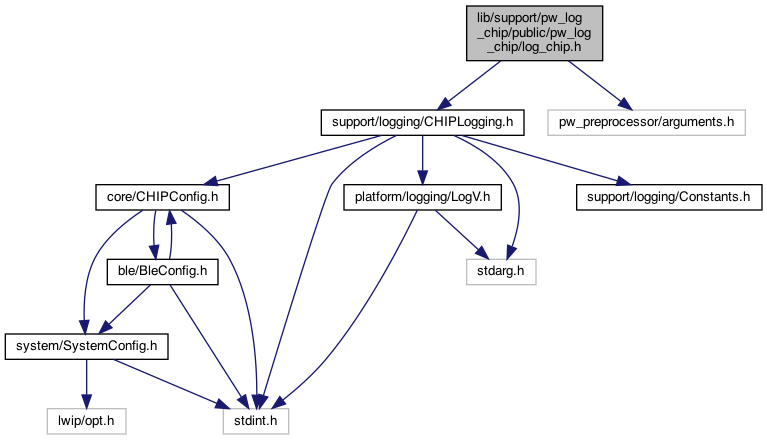 lib/support/pw_log
_chip/public/pw_log
_chip/log_chip.h
support/logging/CHIPLogging.h
pw_preprocessor/arguments.h
core/CHIPConfig.h
platform/logging/LogV.h
support/logging/Constants.h
ble/BleConfig.h
stdarg.h
system/SystemConfig.h
lwip/opt.h
stdint.h